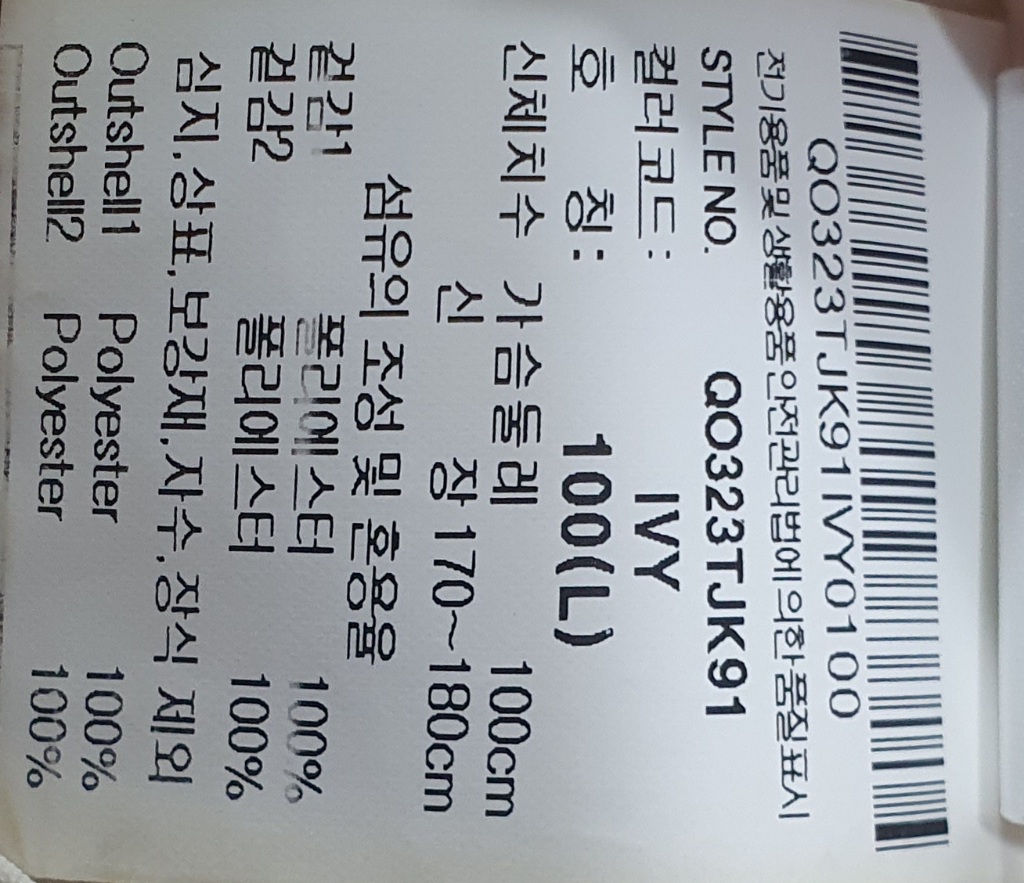 QO323TJK91IVY0100
전기용품 및 생활용품 안전관리법에 의한 품질표시
STYLE NO. QO323TJK91
컬러코드: IVY
호 칭: 100(L)
신체치수 가슴둘레 100cm
신 장 170~180cm
섬유의 조성 및 혼용율
겉감1 폴리에스터 100%
겉감2 폴리에스터 100%
심지,상표,보강재,자수,장식 제외
Outshell1 Polyester 100%
Outshell2 Polyester 100%